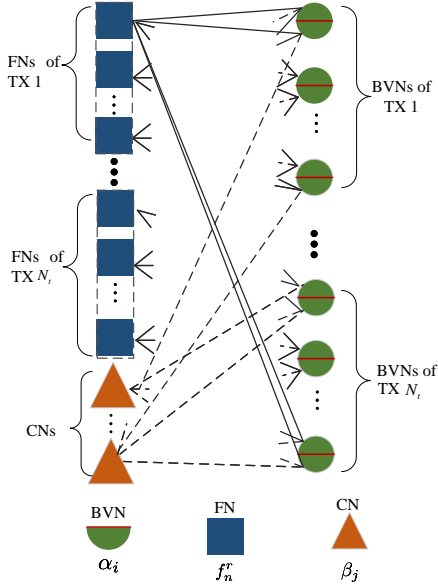 FNs of
TX 1
BVNs of
TX 1
FNs of
TX N_t
BVNs of
TX N_t
CNs
BVN
FN
CN
α_i
f_n^r
β_j